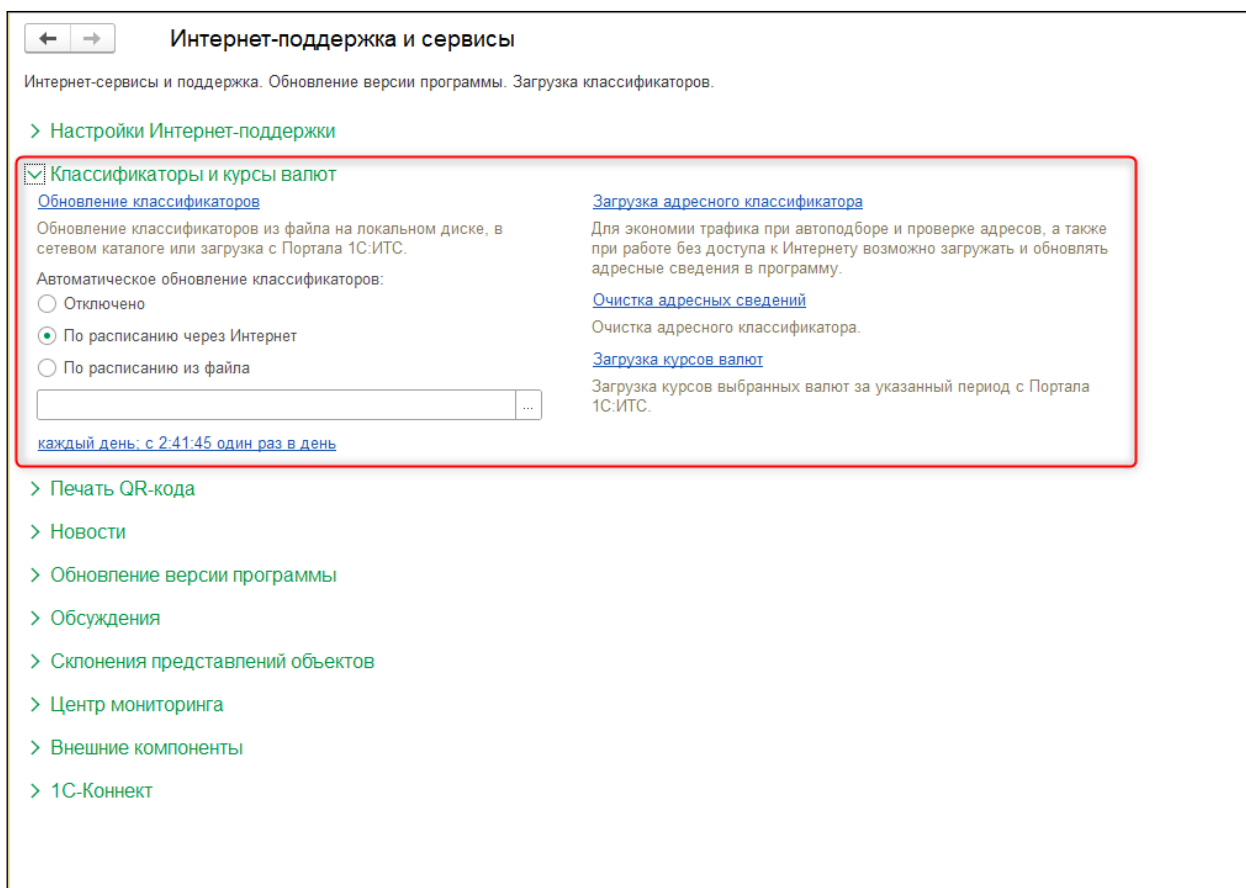 Интернет-поддержка и сервисы
Интернет-сервисы и поддержка. Обновление версии программы. Загрузка классификаторов.
Настройки Интернет-поддержки
Классификаторы и курсы валют
Обновление классификаторов
Обновление классификаторов из файла на локальном диске, в
сетевом каталоге или загрузка с Портала 1С:ИТС.
Автоматическое обновление классификаторов:
Отключено
По расписанию через Интернет
По расписанию из файла
...
каждый день; с 2:41:45 один раз в день
Загрузка адресного классификатора
Для экономии трафика при автоподборе и проверке адресов, а также
при работе без доступа к Интернету возможно загружать и обновлять
адресные сведения в программу.
Очистка адресных сведений
Очистка адресного классификатора.
Загрузка курсов валют
Загрузка курсов выбранных валют за указанный период с Портала
1С:ИТС.
Печать QR-кода
Новости
Обновление версии программы
Обсуждения
Склонения представлений объектов
Центр мониторинга
Внешние компоненты
1С-Коннект